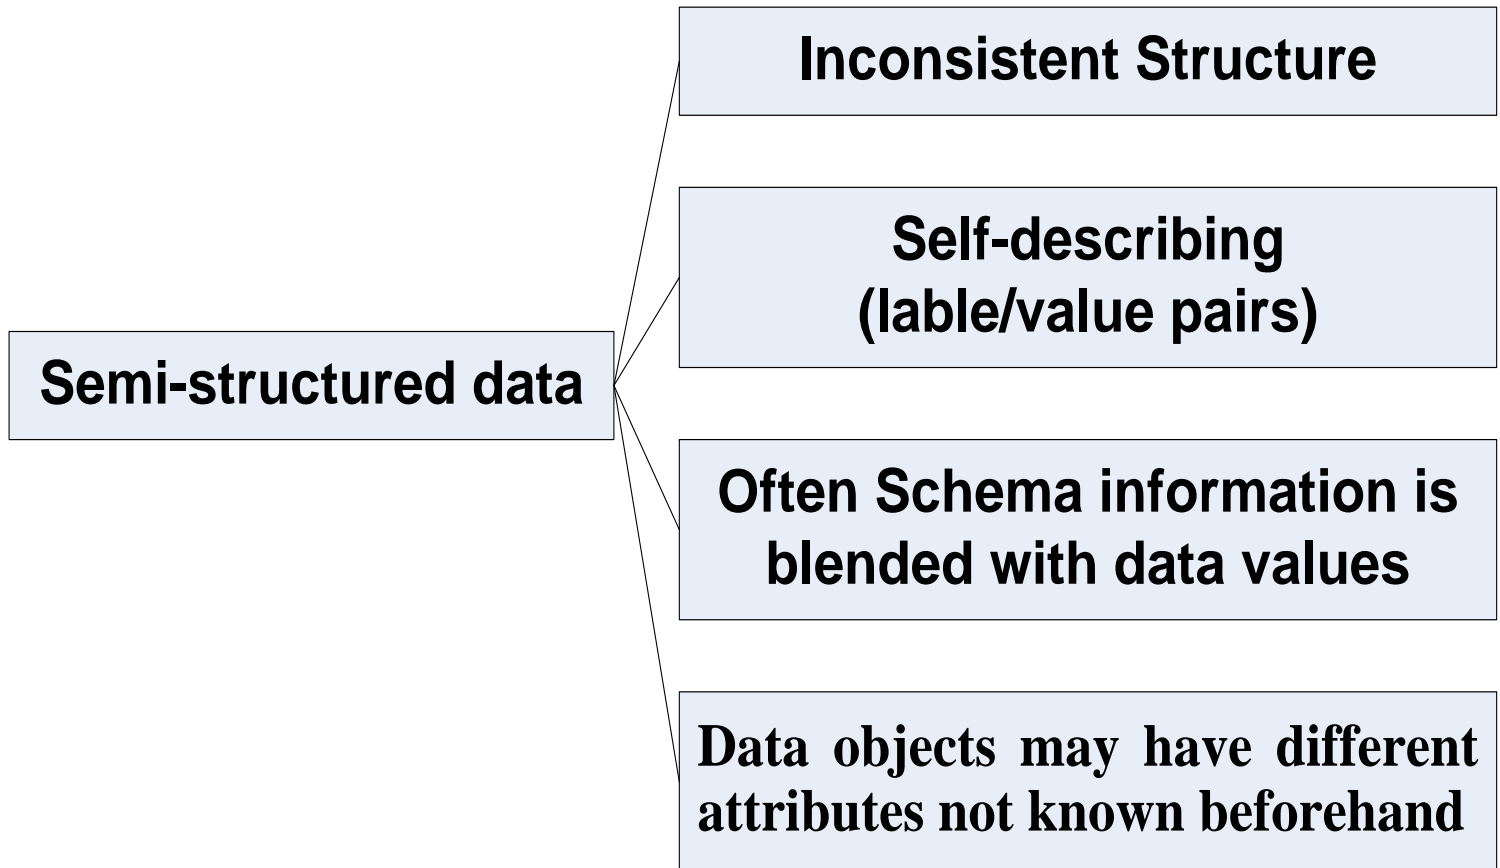 Inconsistent Structure
Self-describing
(lable/value pairs)
Semi-structured data
Often Schema information is
blended with data values
Data objects may have different
attributes not known beforehand